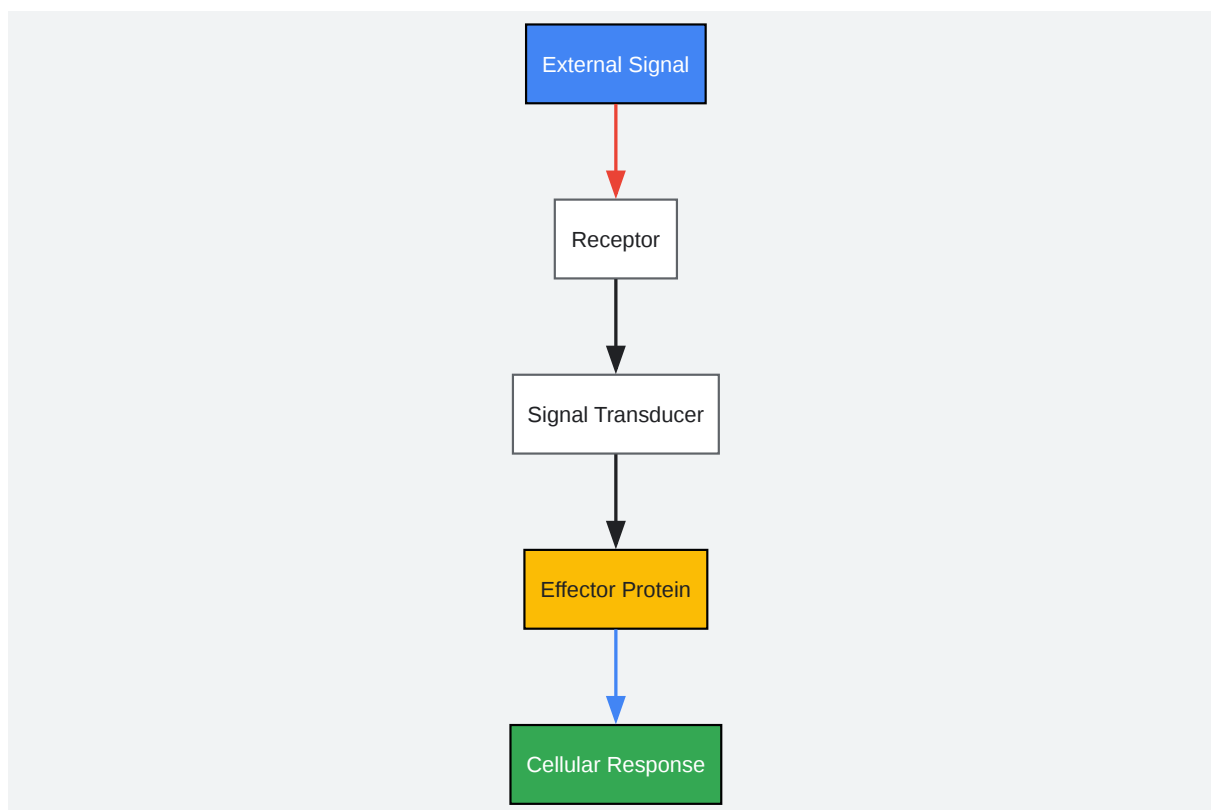 External Signal
Receptor
Signal Transducer
Effector Protein
Cellular Response